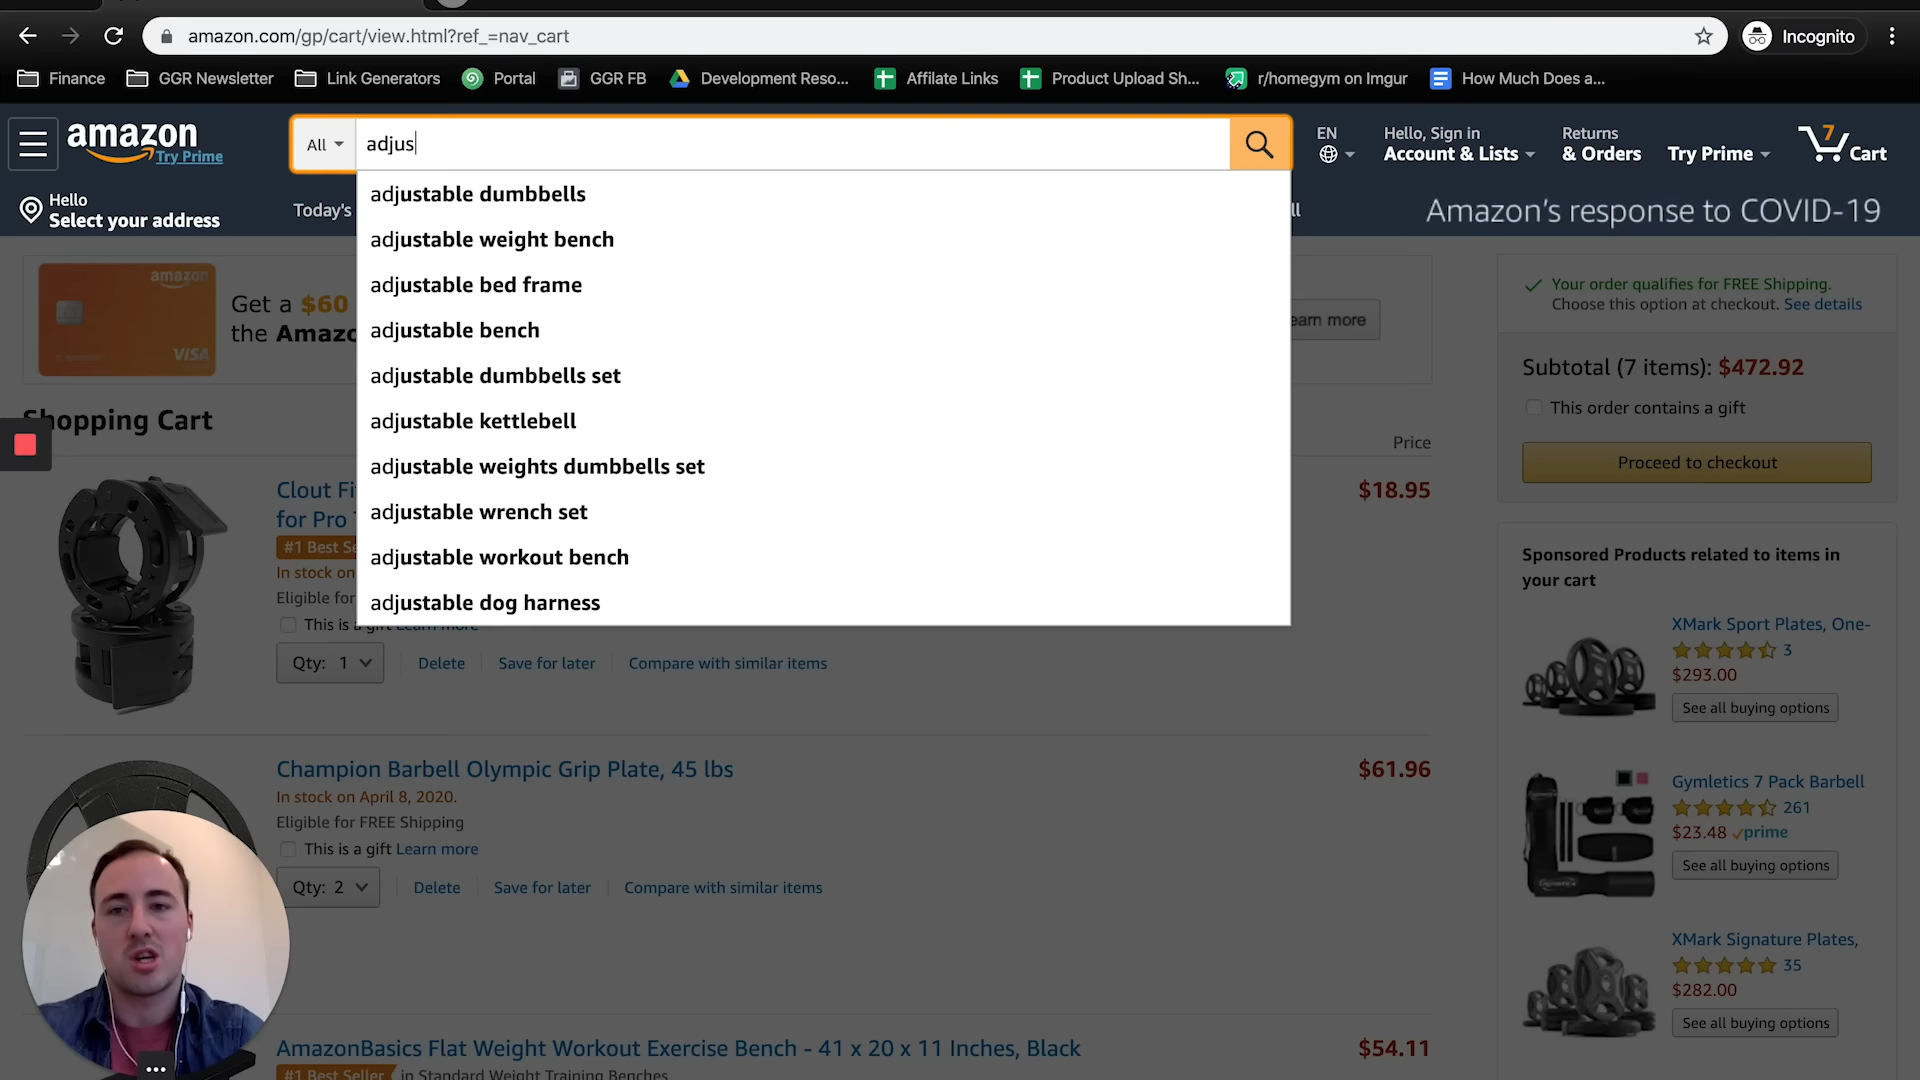 amazon.com/gp/cart/view.html?ref_=nav_cart
Incognito
Finance
GGR Newsletter
Link Generators
Portal
GGR FB
Development Reso...
Affilate Links
Product Upload Sh...
r/homegym on Imgur
How Much Does a...
amazon
Try Prime
All
adjus
EN
Hello, Sign in
Account & Lists
Returns
& Orders
Try Prime
7
Cart
Hello
Select your address
Today's
Amazon's response to COVID-19
adjustable dumbbells
adjustable weight bench
adjustable bed frame
adjustable bench
adjustable dumbbells set
adjustable kettlebell
adjustable weights dumbbells set
adjustable wrench set
adjustable workout bench
adjustable dog harness
amazon
VISA
Get a $60
the
earn more
Your order qualifies for FREE Shipping.
Choose this option at checkout. See details
Subtotal (7 items): $472.92
This order contains a gift
Proceed to checkout
Shopping Cart
Price
Clout
for Pro
#1 Best
In stock on
Eligible for
This is a gift Learn more
$18.95
Qty: 1
Delete
Save for later
Compare with similar items
Champion Barbell Olympic Grip Plate, 45 lbs
$61.96
In stock on April 8, 2020.
Eligible for FREE Shipping
This is a gift Learn more
Qty: 2
Delete
Save for later
Compare with similar items
AmazonBasics Flat Weight Workout Exercise Bench - 41 x 20 x 11 Inches, Black
$54.11
#1 Best Seller in Standard Weight Training Benches
Sponsored Products related to items in
your cart
XMark Sport Plates, One-
3
$293.00
See all buying options
Gymletics 7 Pack Barbell
261
$23.48 prime
See all buying options
XMark Signature Plates,
35
$282.00
See all buying options